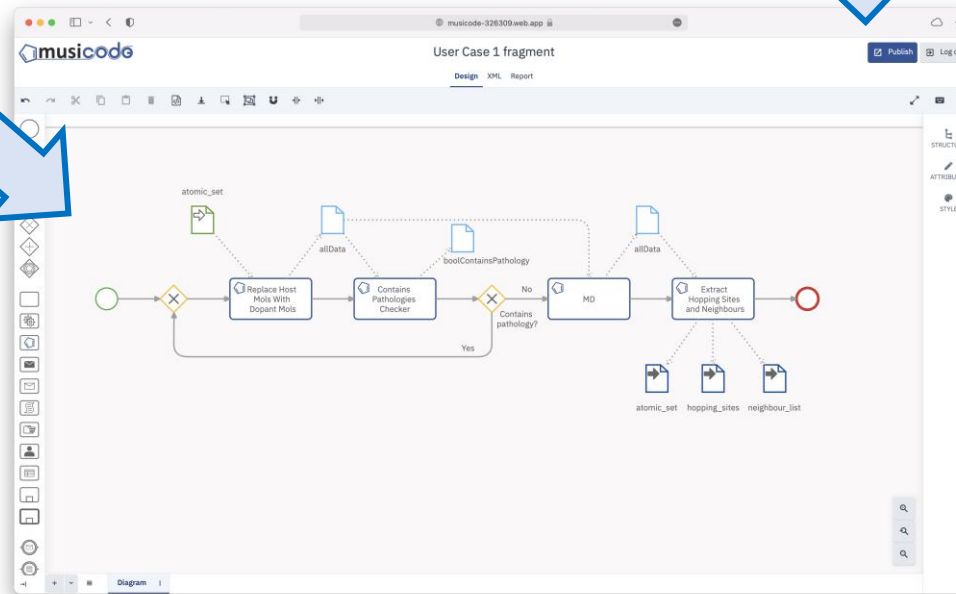 musicode-326309.web.app
musicode
User Case 1 fragment
Publish
Log
Design XML Report
STRUCTU
ATTRIBU
STYLE
atomic_set
allData
boolContainsPathology
allData
Replace Host
Mols With
Dopant Mols
Contains
Pathologies
Checker
No
Contains
pathology?
MD
Extract
Hopping Sites
and Neighbours
Yes
atomic_set
hopping_sites
neighbour_list
Diagram